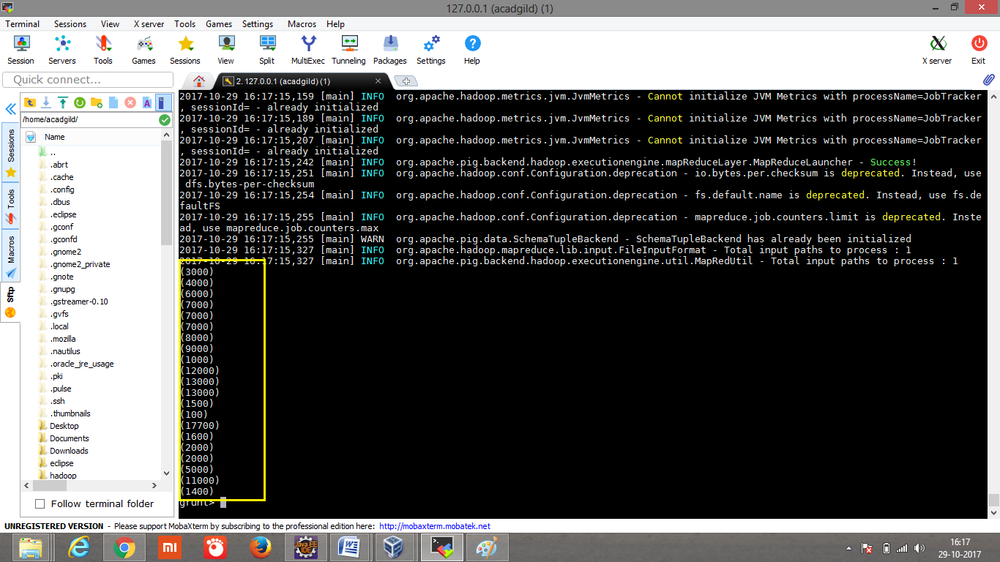 127.0.0.1 (acadgild) (1)
Terminal Sessions View X server Tools Games Settings Macros Help
Session Servers Tools Games Sessions View Split MultiExec Tunneling Packages Settings Help X server Exit
Quick connect...
2. 127.0.0.1 (acadgild) (1)
/home/acadgild/
Name
..
.abrt
.cache
.config
.dbus
.eclipse
.gconf
.gconfd
.gnome2
.gnome2_private
.gnote
.gnupg
.gstreamer-0.10
.gvfs
.local
.mozilla
.nautilus
.oracle_jre_usage
.pki
.pulse
.ssh
.thumbnails
Desktop
Documents
Downloads
eclipse
hadoop
Follow terminal folder
Sessions
Tools
Macros
Sftp
2017-10-29 16:17:15,159 [main] INFO  org.apache.hadoop.metrics.jvm.JvmMetrics - Cannot initialize JVM Metrics with processName=JobTracker
, sessionId= - already initialized
2017-10-29 16:17:15,189 [main] INFO  org.apache.hadoop.metrics.jvm.JvmMetrics - Cannot initialize JVM Metrics with processName=JobTracker
, sessionId= - already initialized
2017-10-29 16:17:15,207 [main] INFO  org.apache.hadoop.metrics.jvm.JvmMetrics - Cannot initialize JVM Metrics with processName=JobTracker
, sessionId= - already initialized
2017-10-29 16:17:15,242 [main] INFO  org.apache.pig.backend.hadoop.executionengine.mapReduceLayer.MapReduceLauncher - Success!
2017-10-29 16:17:15,251 [main] INFO  org.apache.hadoop.conf.Configuration.deprecation - io.bytes.per.checksum is deprecated. Instead, use
 dfs.bytes-per-checksum
2017-10-29 16:17:15,254 [main] INFO  org.apache.hadoop.conf.Configuration.deprecation - fs.default.name is deprecated. Instead, use fs.de
faultFS
2017-10-29 16:17:15,255 [main] INFO  org.apache.hadoop.conf.Configuration.deprecation - mapreduce.job.counters.limit is deprecated. Inste
ad, use mapreduce.job.counters.max
2017-10-29 16:17:15,255 [main] WARN  org.apache.pig.data.SchemaTupleBackend - SchemaTupleBackend has already been initialized
2017-10-29 16:17:15,327 [main] INFO  org.apache.hadoop.mapreduce.lib.input.FileInputFormat - Total input paths to process : 1
2017-10-29 16:17:15,327 [main] INFO  org.apache.pig.backend.hadoop.executionengine.util.MapRedUtil - Total input paths to process : 1
(3000)
(4000)
(6000)
(7000)
(7000)
(7000)
(8000)
(9000)
(1000)
(12000)
(13000)
(13000)
(1500)
(100)
(17700)
(1600)
(2000)
(2000)
(5000)
(11000)
(1400)
grunt>
UNREGISTERED VERSION - Please support MobaXterm by subscribing to the professional edition here: http://mobaxterm.mobatek.net
Java EE
IDE
16:17
29-10-2017